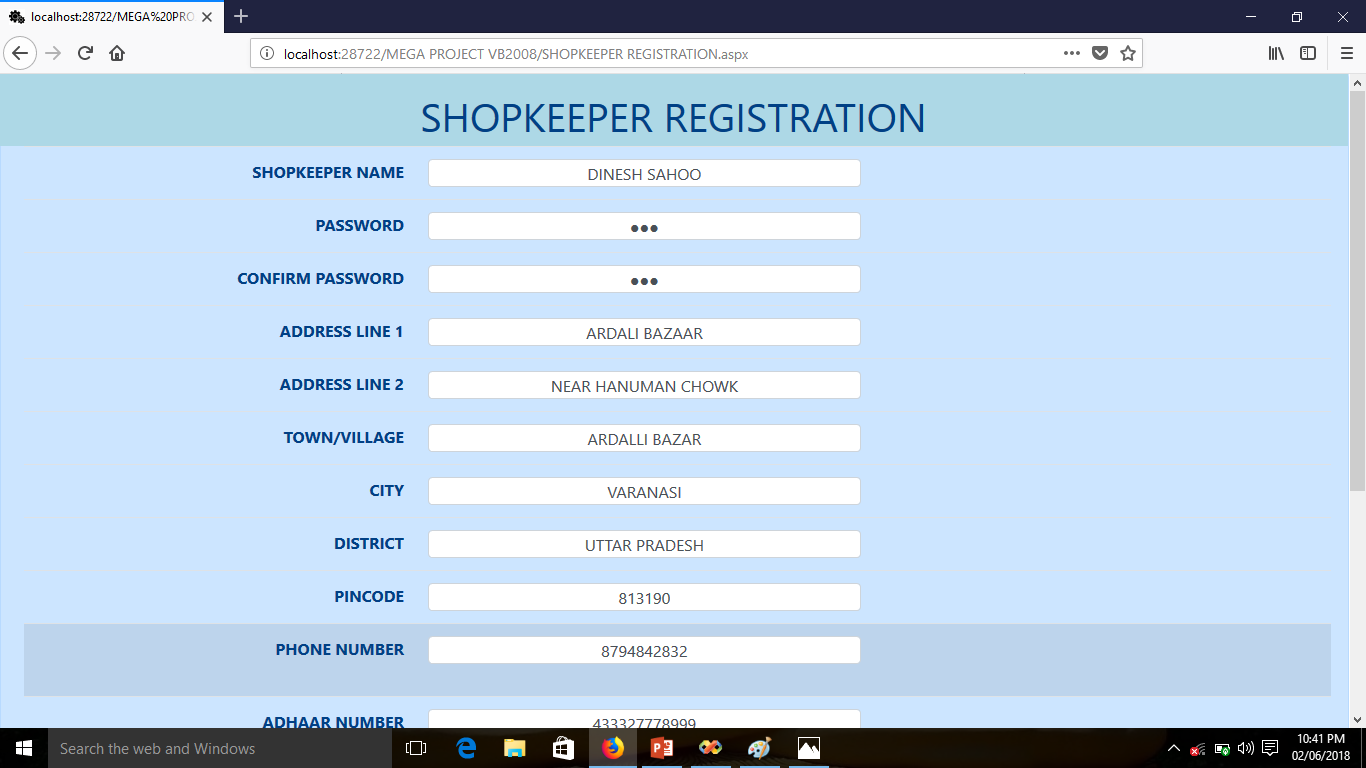 localhost:28722/MEGA%20PRO
localhost:28722/MEGA PROJECT VB2008/SHOPKEEPER REGISTRATION.aspx
SHOPKEEPER REGISTRATION
SHOPKEEPER NAME DINESH SAHOO
PASSWORD ●●●
CONFIRM PASSWORD ●●●
ADDRESS LINE 1 ARDALI BAZAAR
ADDRESS LINE 2 NEAR HANUMAN CHOWK
TOWN/VILLAGE ARDALLI BAZAR
CITY VARANASI
DISTRICT UTTAR PRADESH
PINCODE 813190
PHONE NUMBER 8794842832
ADHAAR NUMBER 433327778999
Search the web and Windows
10:41 PM
02/06/2018